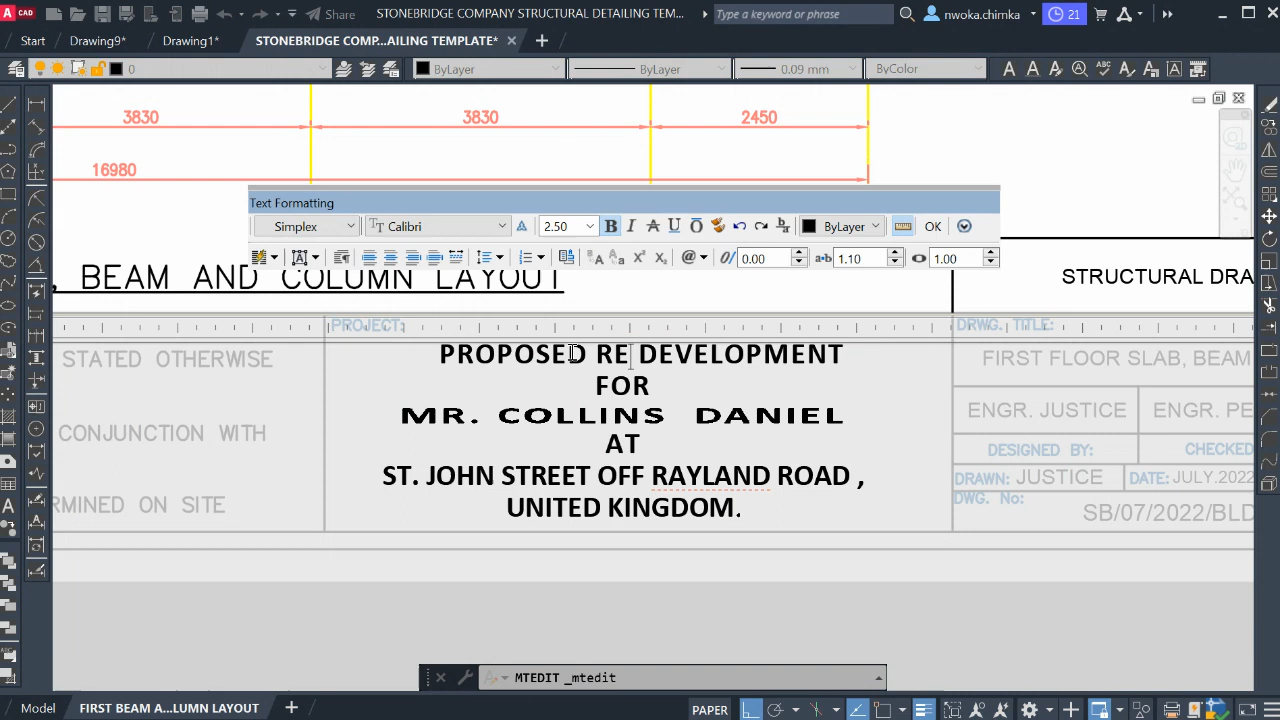 CAD
Share
STONEBRIDGE COMPANY STRUCTURAL DETAILING TEM...
Type a keyword or phrase
nwoka.chimka
21
Start
Drawing9*
Drawing1*
STONEBRIDGE COMP...AILING TEMPLATE*
0
ByLayer
ByLayer
0.09 mm
ByColor
3830
3830
2450
16980
Text Formatting
Simplex
Calibri
2.50
ByLayer
OK
0.00
1.10
1.00
, BEAM AND COLUMN LAYOUT
STRUCTURAL DRA
PROJECT:
DRWG. TITLE:
STATED OTHERWISE
PROPOSED RE DEVELOPMENT
FIRST FLOOR SLAB, BEAM
FOR
MR. COLLINS DANIEL
ENGR. JUSTICE
ENGR. PE
CONJUNCTION WITH
AT
DESIGNED BY:
CHECKED
ST. JOHN STREET OFF RAYLAND ROAD ,
DRAWN: JUSTICE
DATE: JULY.2022
RMINED ON SITE
UNITED KINGDOM.
DWG. No:
SB/07/2022/BLD
MTEDIT _mtedit
Model
FIRST BEAM A...LUMN LAYOUT
PAPER